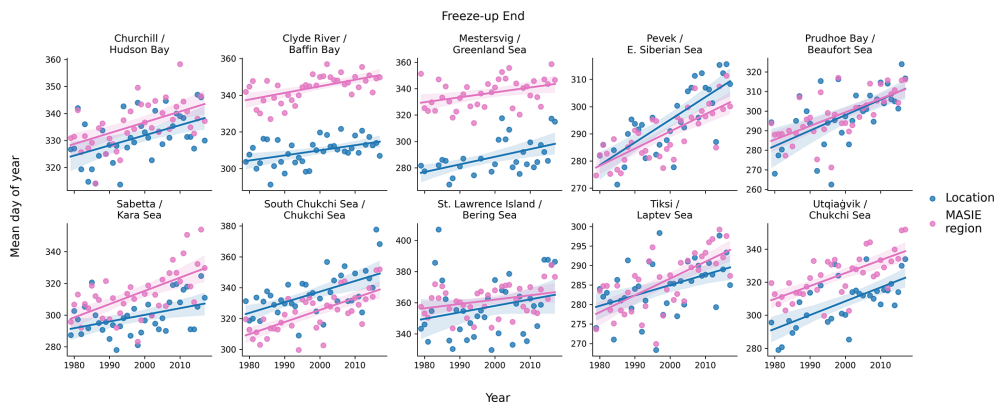 Freeze-up End
Churchill /
Hudson Bay
Clyde River /
Baffin Bay
Mestersvig /
Greenland Sea
Pevek /
E. Siberian Sea
Prudhoe Bay /
Beaufort Sea
360
350
340
330
320
360
340
320
300
360
340
320
300
280
260
310
300
290
280
270
320
300
280
260
Mean day of year
Sabetta /
Kara Sea
South Chukchi Sea /
Chukchi Sea
St. Lawrence Island /
Bering Sea
Tiksi /
Laptev Sea
Utqiaġvik /
Chukchi Sea
340
320
300
280
380
360
340
320
300
400
380
360
340
300
295
290
285
280
275
270
340
320
300
280
1980 1990 2000 2010
1980 1990 2000 2010
1980 1990 2000 2010
1980 1990 2000 2010
1980 1990 2000 2010
Year
Location
MASIE
region